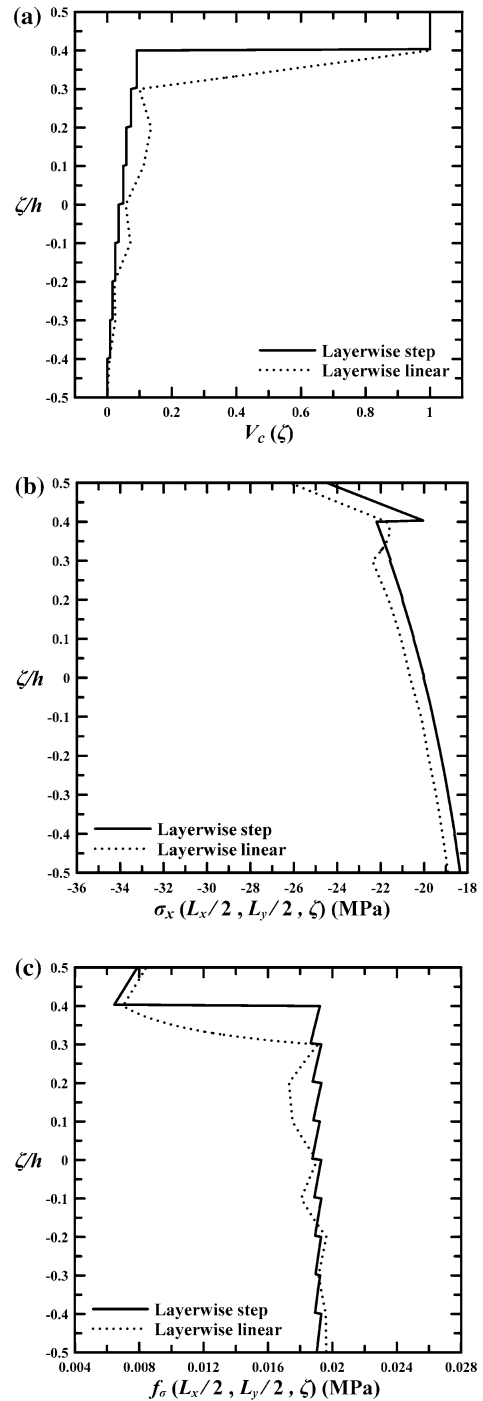 (a)
0.5
0.4
0.3
0.2
0.1
ζ/h
0
-0.1
-0.2
-0.3
-0.4
-0.5
Layerwise step
Layerwise linear
0 0.2 0.4 0.6 0.8 1
V_c (ζ)
(b)
0.5
0.4
0.3
0.2
0.1
ζ/h
0
-0.1
-0.2
-0.3
-0.4
-0.5
Layerwise step
Layerwise linear
-36 -34 -32 -30 -28 -26 -24 -22 -20 -18
σ_x (L_x/2 , L_y/2 , ζ) (MPa)
(c)
0.5
0.4
0.3
0.2
0.1
ζ/h
0
-0.1
-0.2
-0.3
-0.4
-0.5
Layerwise step
Layerwise linear
0.004 0.008 0.012 0.016 0.02 0.024 0.028
f_σ (L_x/2 , L_y/2 , ζ) (MPa)